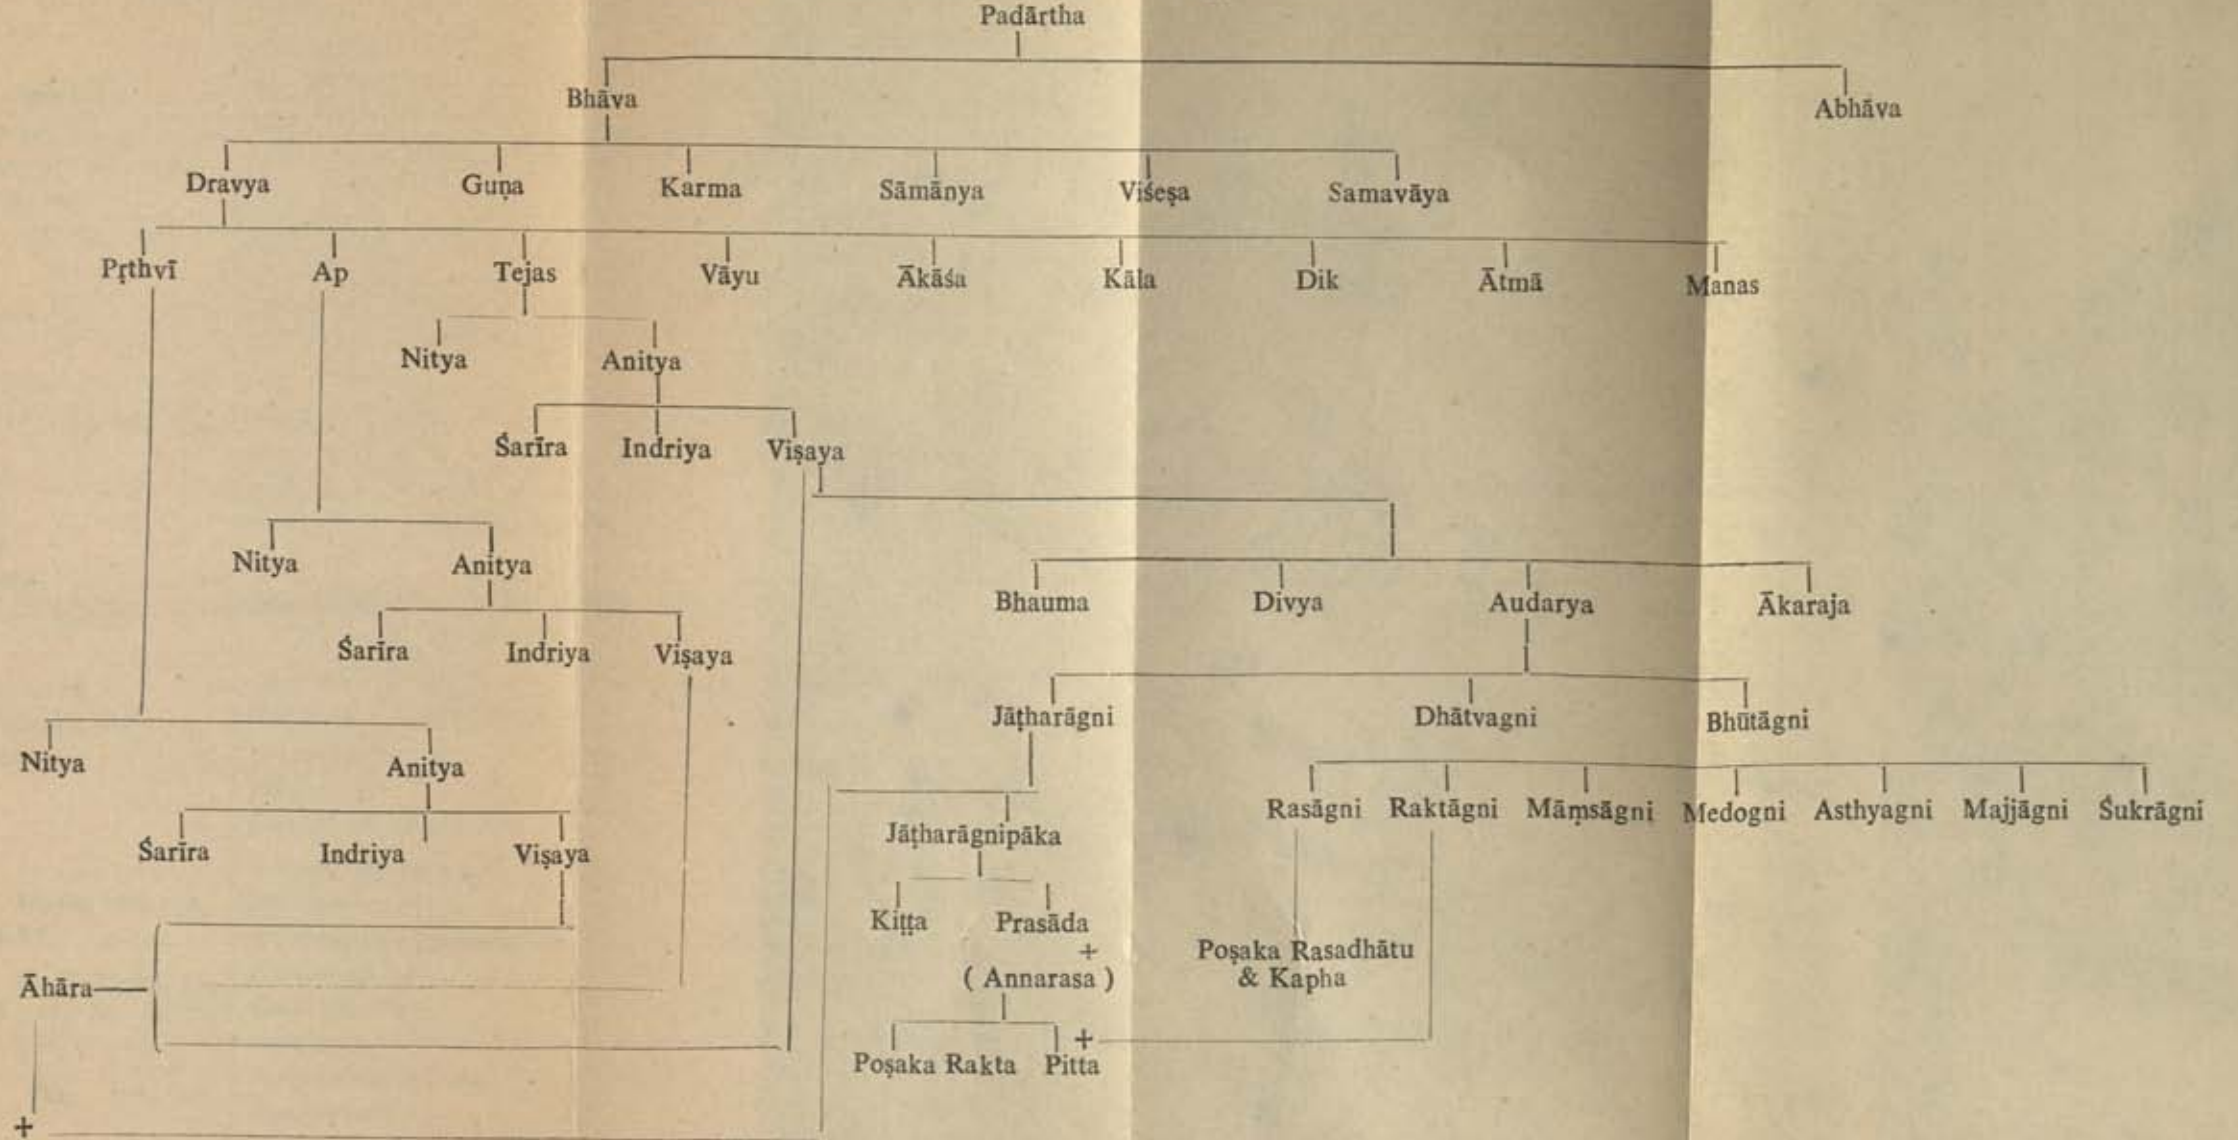 Padārtha
Bhāva Abhāva
Dravya Guṇa Karma Sāmānya Viśeṣa Samavāya
Pṛthvī Ap Tejas Vāyu Ākāśa Kāla Dik Ātmā Manas
Nitya Anitya
Śarīra Indriya Viṣaya
Nitya Anitya
Bhauma Divya Audarya Ākaraja
Śarīra Indriya Viṣaya
Jāṭharāgni Dhātvagni Bhūtāgni
Nitya Anitya
Rasāgni Raktāgni Māṃsāgni Medogni Asthyagni Majjāgni Śukrāgni
Jāṭharāgnipāka
Śarīra Indriya Viṣaya
Kiṭṭa Prasāda
+
Poṣaka Rasadhātu
& Kapha
Āhāra ( Annarasa )
+
Poṣaka Rakta Pitta
+